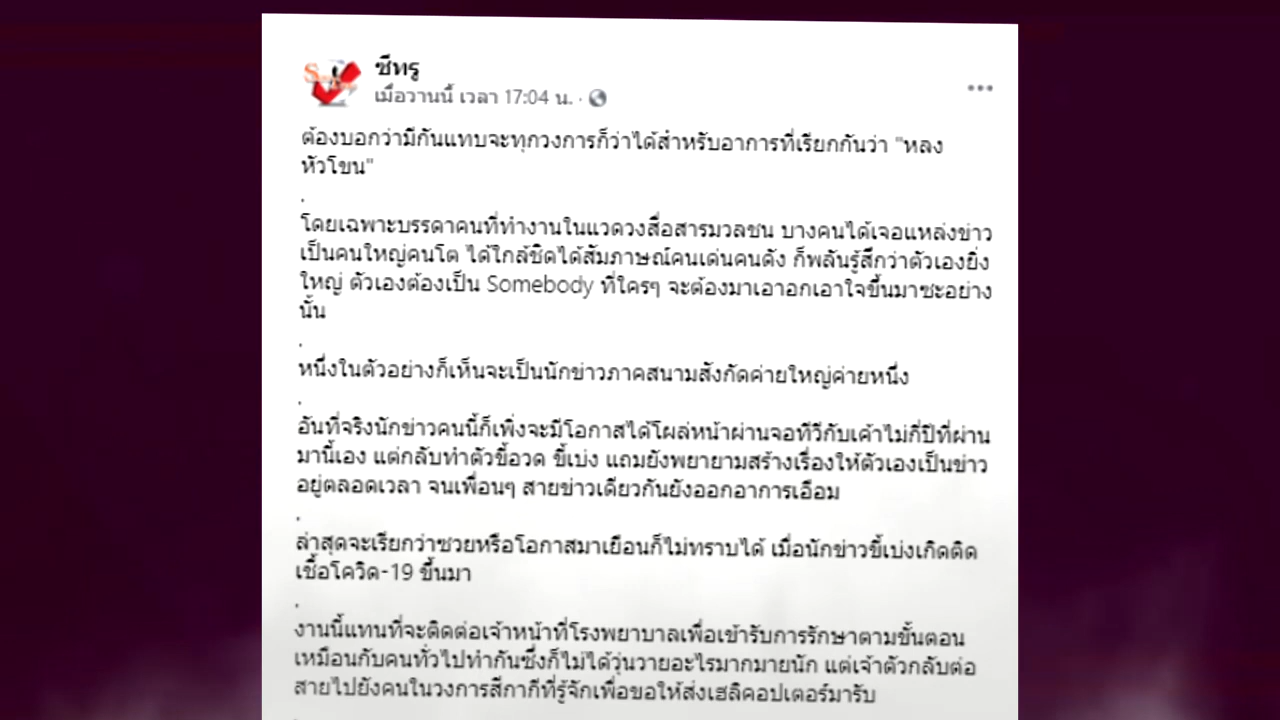 ซีทรู
เมื่อวานนี้ เวลา 17:04 น. ·
ต้องบอกว่ามีกันแทบจะทุกวงการก็ว่าได้สำหรับอาการที่เรียกกันว่า "หลง
หัวโขน"
.
โดยเฉพาะบรรดาคนที่ทำงานในแวดวงสื่อสารมวลชน บางคนได้เจอแหล่งข่าว
เป็นคนใหญ่คนโต ได้ใกล้ชิดได้สัมภาษณ์คนเด่นคนดัง ก็พลันรู้สึกว่าตัวเองยิ่ง
ใหญ่ ตัวเองต้องเป็น Somebody ที่ใครๆ จะต้องมาเอาอกเอาใจขึ้นมาซะอย่าง
นั้น
.
หนึ่งในตัวอย่างก็เห็นจะเป็นนักข่าวภาคสนามสังกัดค่ายใหญ่ค่ายหนึ่ง
.
อันที่จริงนักข่าวคนนี้ก็เพิ่งจะมีโอกาสได้โผล่หน้าผ่านจอทีวีกับเค้าไม่กี่ปีที่ผ่าน
มานี้เอง แต่กลับทำตัวขี้อวด ขี้เบ่ง แถมยังพยายามสร้างเรื่องให้ตัวเองเป็นข่าว
อยู่ตลอดเวลา จนเพื่อนๆ สายข่าวเดียวกันยังออกอาการเอือม
.
ล่าสุดจะเรียกว่าซวยหรือโอกาสมาเยือนก็ไม่ทราบได้ เมื่อนักข่าวขี้เบ่งเกิดติด
เชื้อโควิด-19 ขึ้นมา
.
งานนี้แทนที่จะติดต่อเจ้าหน้าที่โรงพยาบาลเพื่อเข้ารับการรักษาตามขั้นตอน
เหมือนกับคนทั่วไปทำกันซึ่งก็ไม่ได้วุ่นวายอะไรมากมายนัก แต่เจ้าตัวกลับต่อ
สายไปยังคนในวงการสีกากีที่รู้จักเพื่อขอให้ส่งเฮลิคอปเตอร์มารับ
.